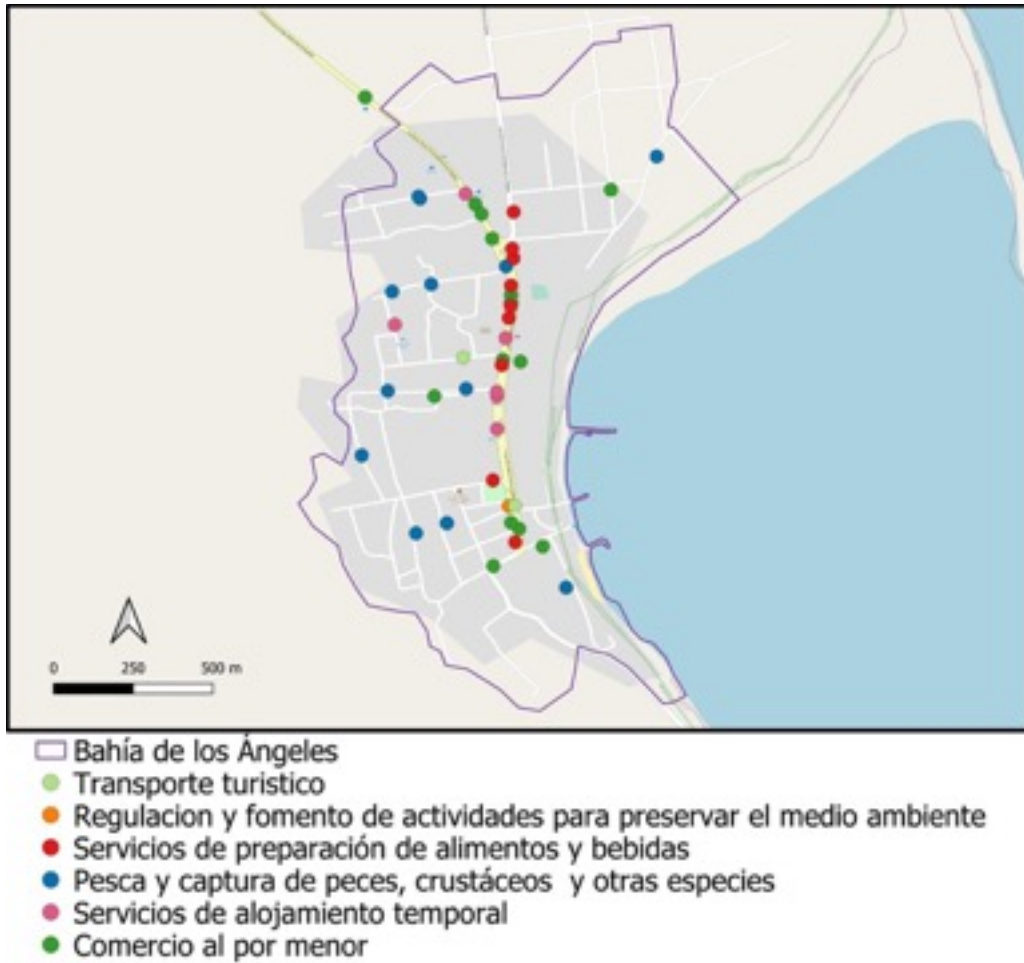 0 250 500 m
Bahía de los Ángeles
Transporte turistico
Regulacion y fomento de actividades para preservar el medio ambiente
Servicios de preparación de alimentos y bebidas
Pesca y captura de peces, crustáceos y otras especies
Servicios de alojamiento temporal
Comercio al por menor